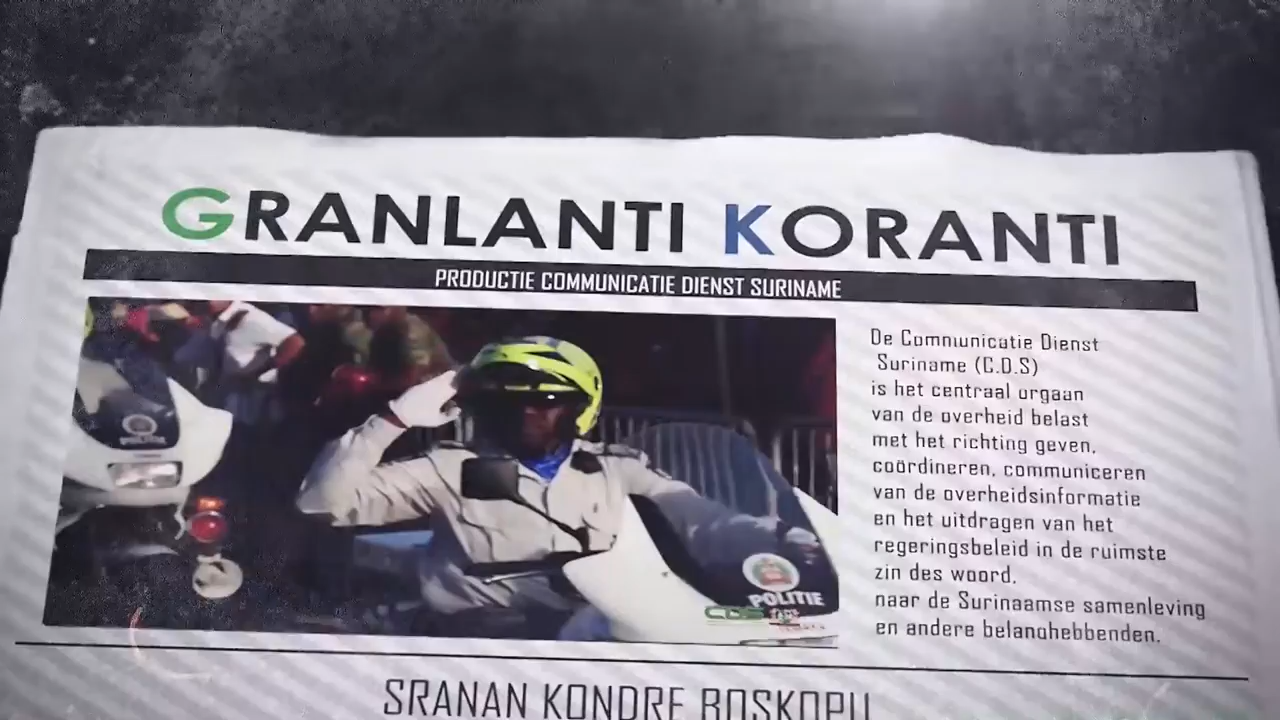 GRANLANTI KORANTI
PRODUCTIE COMMUNICATIE DIENST SURINAME
De Communicatie Dienst
Suriname (C.D.S)
is het centraal orgaan
van de overheid belast
met het richting geven,
coördineren, communiceren
van de overheidsinformatie
en het uitdragen van het
regeringsbeleid in de ruimste
zin des woord,
naar de Surinaamse samenleving
en andere belanghebbenden.
POLITIE
POLITIE
CDS
SRANAN KONDRE BOSKOPU